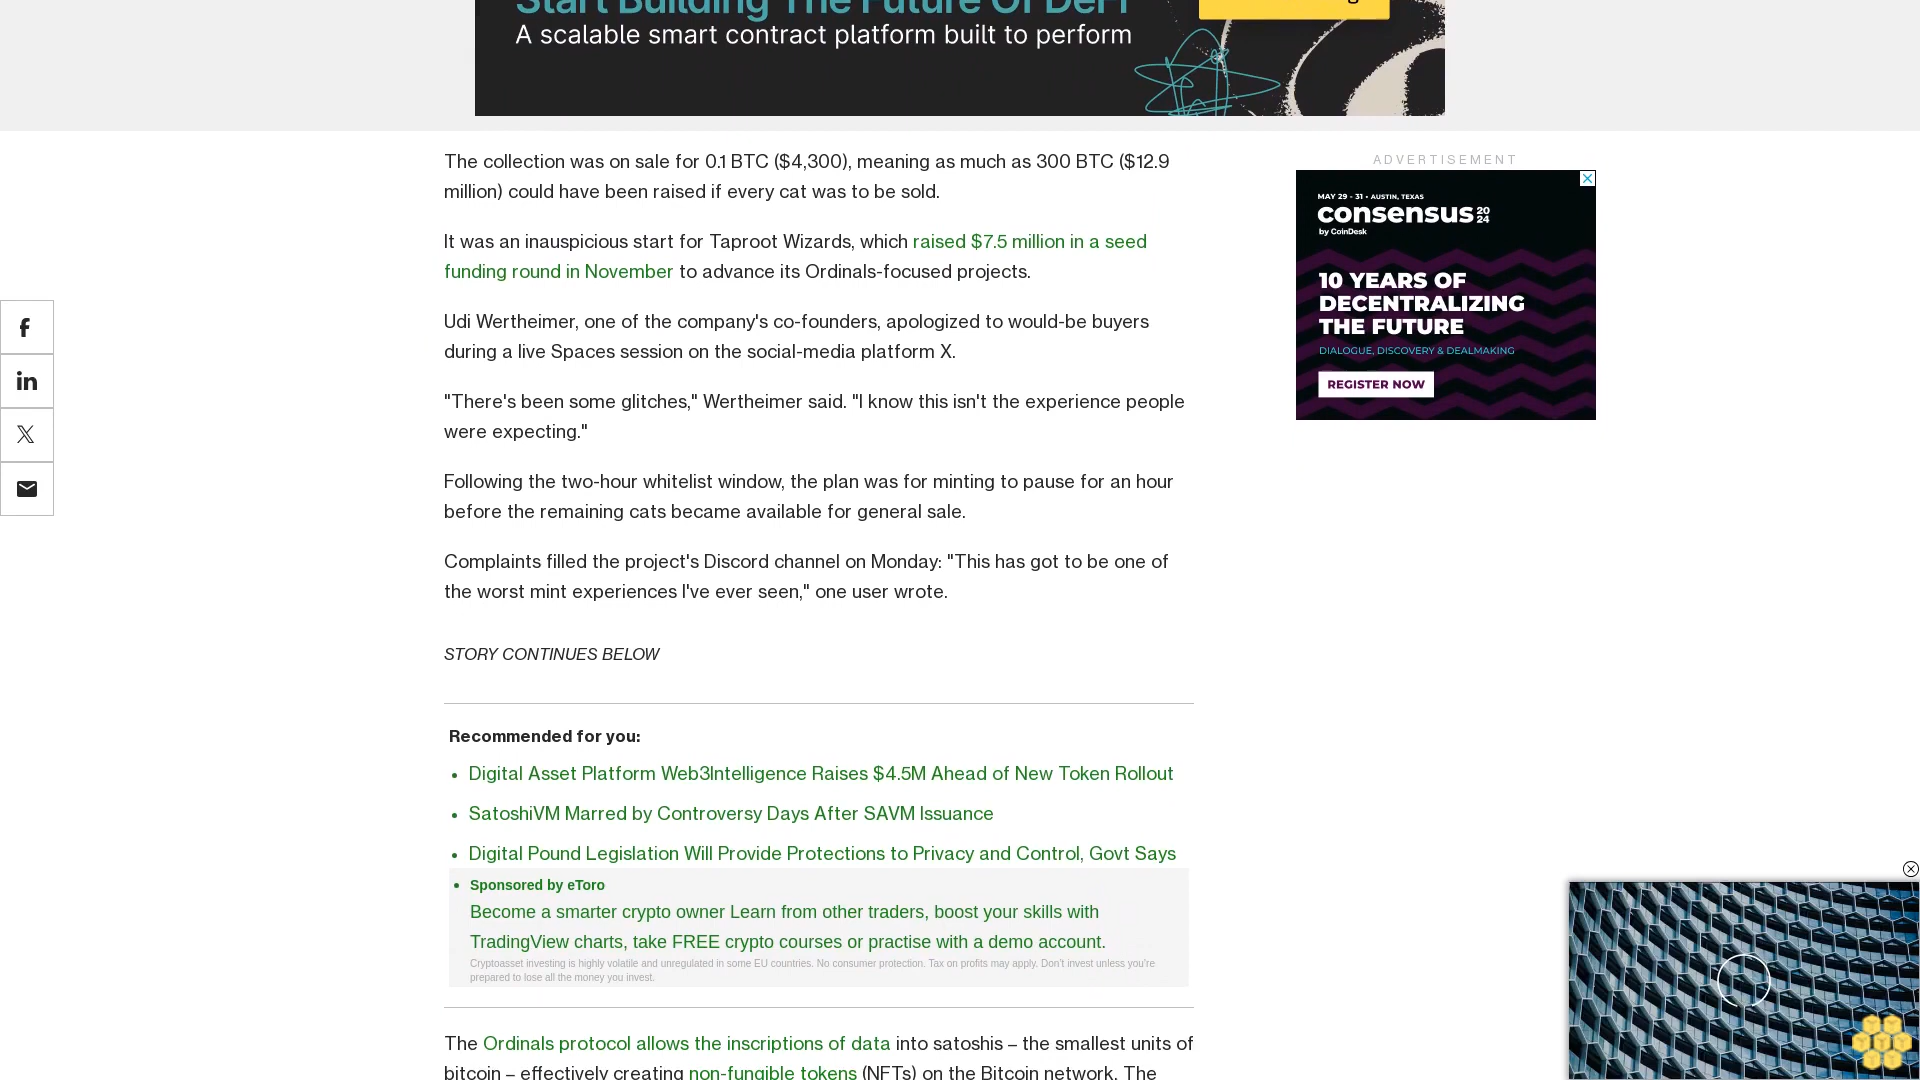 Start Building The Future Of DeFi
A scalable smart contract platform built to perform
The collection was on sale for 0.1 BTC ($4,300), meaning as much as 300 BTC ($12.9
million) could have been raised if every cat was to be sold.
ADVERTISEMENT
MAY 29 - 31 • AUSTIN, TEXAS
consensus 20
24
by CoinDesk
10 YEARS OF
DECENTRALIZING
THE FUTURE
DIALOGUE, DISCOVERY & DEALMAKING
REGISTER NOW
It was an inauspicious start for Taproot Wizards, which raised $7.5 million in a seed
funding round in November to advance its Ordinals-focused projects.
Udi Wertheimer, one of the company's co-founders, apologized to would-be buyers
during a live Spaces session on the social-media platform X.
"There's been some glitches," Wertheimer said. "I know this isn't the experience people
were expecting."
Following the two-hour whitelist window, the plan was for minting to pause for an hour
before the remaining cats became available for general sale.
Complaints filled the project's Discord channel on Monday: "This has got to be one of
the worst mint experiences I've ever seen," one user wrote.
STORY CONTINUES BELOW
Recommended for you:
• Digital Asset Platform Web3Intelligence Raises $4.5M Ahead of New Token Rollout
• SatoshiVM Marred by Controversy Days After SAVM Issuance
• Digital Pound Legislation Will Provide Protections to Privacy and Control, Govt Says
• Sponsored by eToro
Become a smarter crypto owner Learn from other traders, boost your skills with
TradingView charts, take FREE crypto courses or practise with a demo account.
Cryptoasset investing is highly volatile and unregulated in some EU countries. No consumer protection. Tax on profits may apply. Don't invest unless you're
prepared to lose all the money you invest.
The Ordinals protocol allows the inscriptions of data into satoshis – the smallest units of
bitcoin – effectively creating non-fungible tokens (NFTs) on the Bitcoin network. The